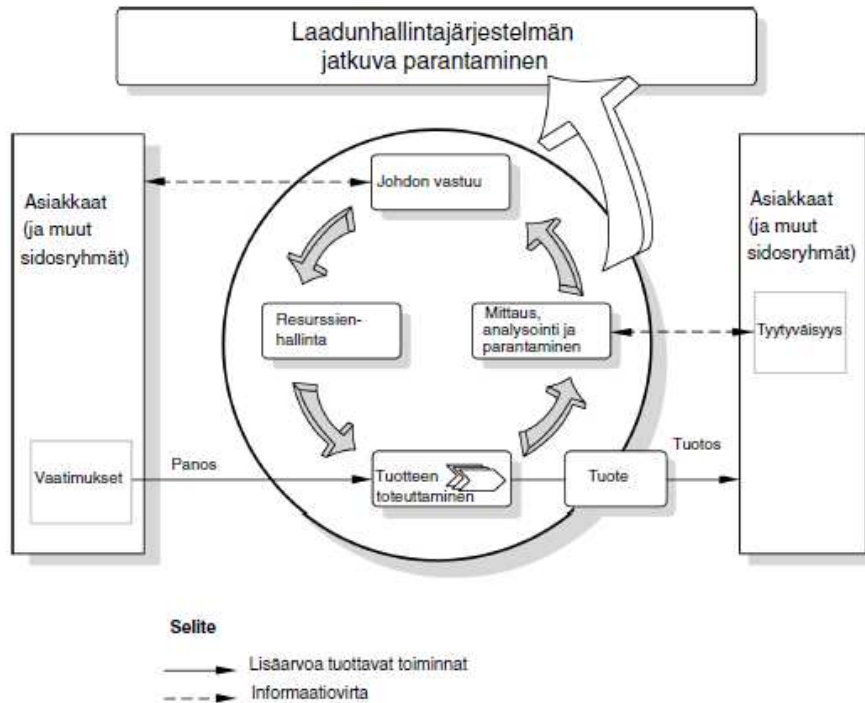 Laadunhallintajärjestelmän
jatkuva parantaminen
Asiakkaat
(ja muut
sidosryhmät)
Johdon vastuu
Asiakkaat
(ja muut
sidosryhmät)
Resurssien-
hallinta
Mittaus,
analysointi ja
parantaminen
Tyytyväisyys
Vaatimukset
Panos
Tuotteen
toteuttaminen
Tuote
Tuotos
Selite
Lisäarvoa tuottavat toiminnat
Informaatiovirta